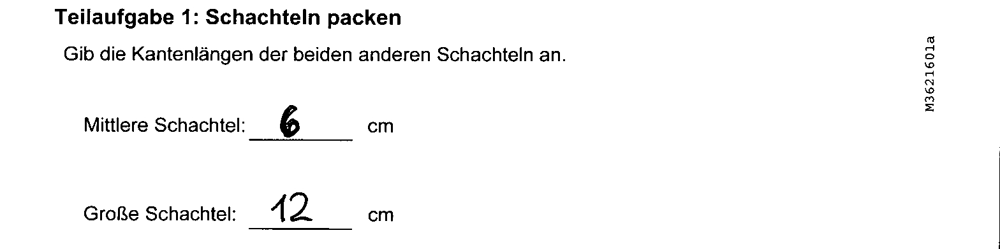 Teilaufgabe 1: Schachteln packen
Gib die Kantenlängen der beiden anderen Schachteln an.
Mittlere Schachtel: 6 cm
Große Schachtel: 12 cm
M3621601a